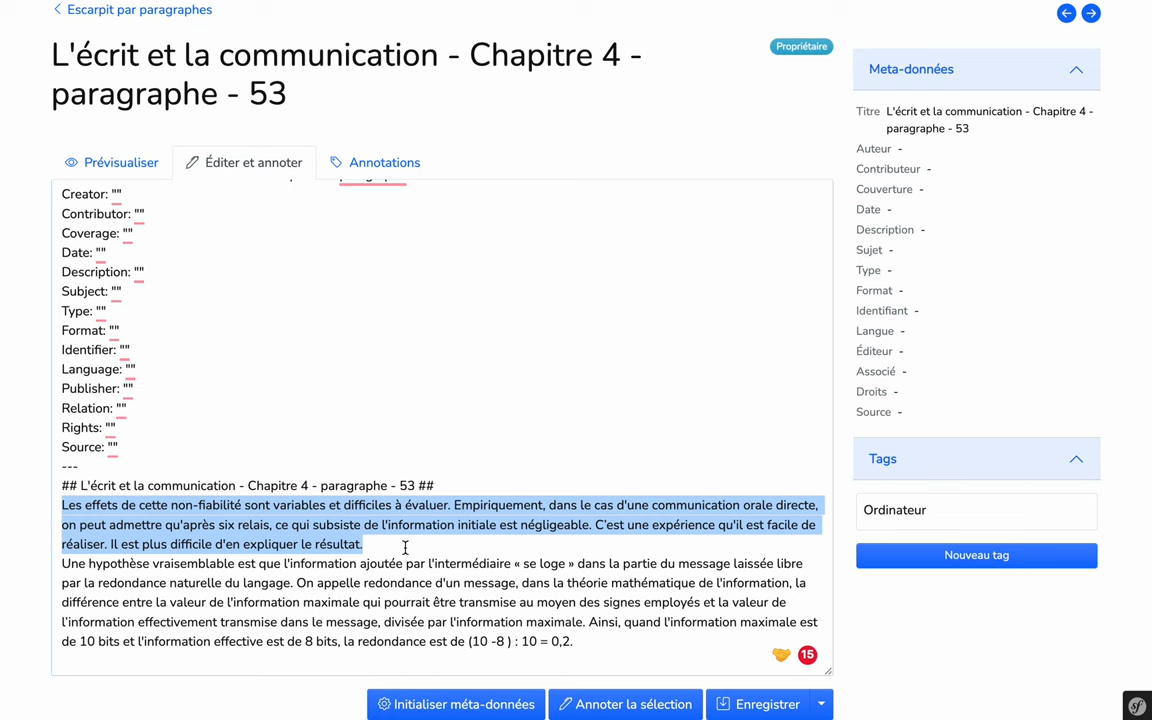 Escarpit par paragraphes
L'écrit et la communication - Chapitre 4 -
paragraphe - 53
Propriétaire
Prévisualiser
Éditer et annoter
Annotations
Creator: ""
Contributor: ""
Coverage: ""
Date: ""
Description: ""
Subject: ""
Type: ""
Format: ""
Identifier: ""
Language: ""
Publisher: ""
Relation: ""
Rights: ""
Source: ""
---
## L'écrit et la communication - Chapitre 4 - paragraphe - 53 ##
Les effets de cette non-fiabilité sont variables et difficiles à évaluer. Empiriquement, dans le cas d'une communication orale directe,
on peut admettre qu'après six relais, ce qui subsiste de l'information initiale est négligeable. C'est une expérience qu'il est facile de
réaliser. Il est plus difficile d'en expliquer le résultat.
Une hypothèse vraisemblable est que l'information ajoutée par l'intermédiaire « se loge » dans la partie du message laissée libre
par la redondance naturelle du langage. On appelle redondance d'un message, dans la théorie mathématique de l'information, la
différence entre la valeur de l'information maximale qui pourrait être transmise au moyen des signes employés et la valeur de
l'information effectivement transmise dans le message, divisée par l'information maximale. Ainsi, quand l'information maximale est
de 10 bits et l'information effective est de 8 bits, la redondance est de (10 -8 ) : 10 = 0,2.
15
Initialiser méta-données
Annoter la sélection
Enregistrer
Meta-données
Titre L'écrit et la communication - Chapitre 4 -
paragraphe - 53
Auteur -
Contributeur -
Couverture -
Date -
Description -
Sujet -
Type -
Format -
Identifiant -
Langue -
Éditeur -
Associé -
Droits -
Source -
Tags
Ordinateur
Nouveau tag
sf